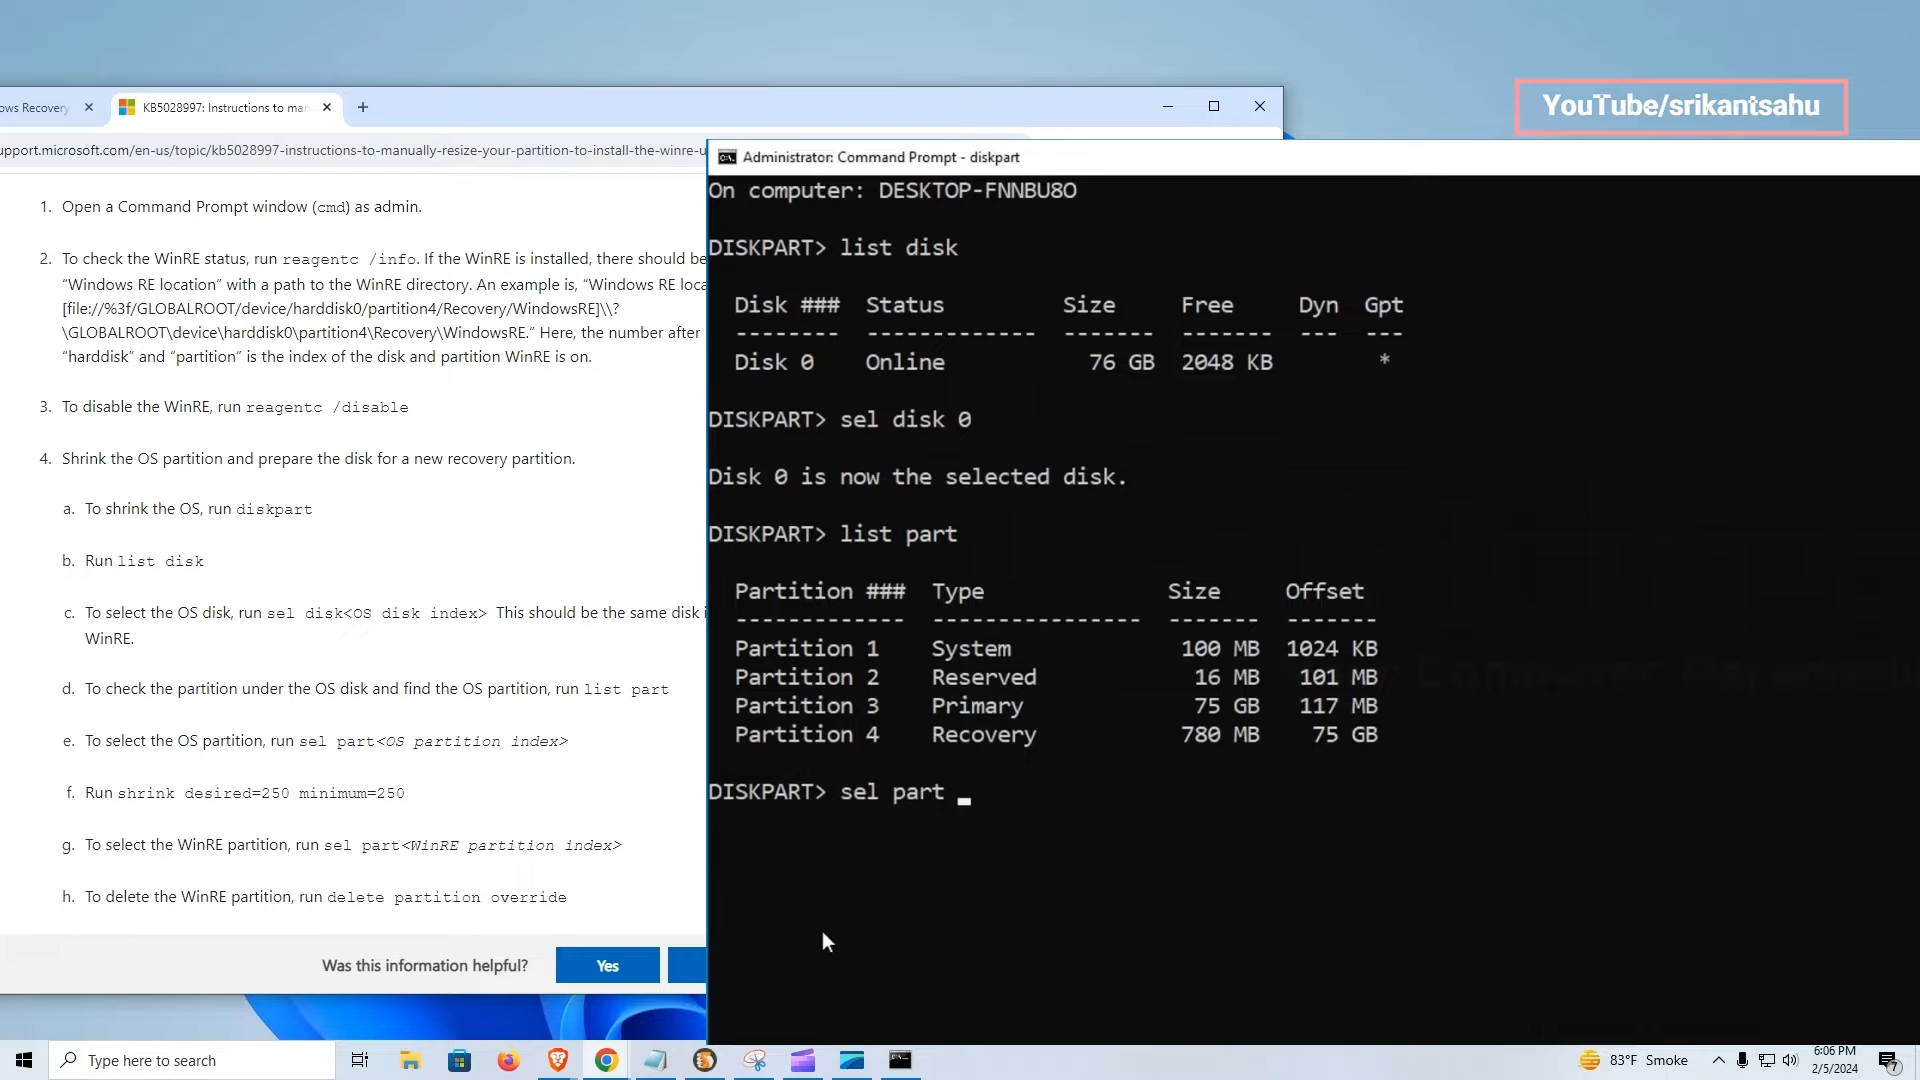 YouTube/srikantsahu
ows Recovery
KB5028997: Instructions to mar
upport.microsoft.com/en-us/topic/kb5028997-instructions-to-manually-resize-your-partition-to-install-the-winre-u
1. Open a Command Prompt window (cmd) as admin.
2. To check the WinRE status, run reagentc /info. If the WinRE is installed, there should be
“Windows RE location” with a path to the WinRE directory. An example is, “Windows RE loca
[file://%3f/GLOBALROOT/device/harddisk0/partition4/Recovery/WindowsRE]\\?
\GLOBALROOT\device\harddisk0\partition4\Recovery\WindowsRE.” Here, the number after
“harddisk” and “partition” is the index of the disk and partition WinRE is on.
3. To disable the WinRE, run reagentc /disable
4. Shrink the OS partition and prepare the disk for a new recovery partition.
a. To shrink the OS, run diskpart
b. Run list disk
c. To select the OS disk, run sel disk<OS disk index> This should be the same disk i
WinRE.
d. To check the partition under the OS disk and find the OS partition, run list part
e. To select the OS partition, run sel part<OS partition index>
f. Run shrink desired=250 minimum=250
g. To select the WinRE partition, run sel part<WinRE partition index>
h. To delete the WinRE partition, run delete partition override
Was this information helpful?
Yes
Administrator: Command Prompt - diskpart
On computer: DESKTOP-FNNBU8O
DISKPART> list disk
Disk ### Status Size Free Dyn Gpt
-------- ------------- ------- ------- --- ---
Disk 0 Online 76 GB 2048 KB *
DISKPART> sel disk 0
Disk 0 is now the selected disk.
DISKPART> list part
Partition ### Type Size Offset
------------- ---------------- ------- -------
Partition 1 System 100 MB 1024 KB
Partition 2 Reserved 16 MB 101 MB
Partition 3 Primary 75 GB 117 MB
Partition 4 Recovery 780 MB 75 GB
DISKPART> sel part _
Type here to search
83°F Smoke
6:06 PM
2/5/2024
7